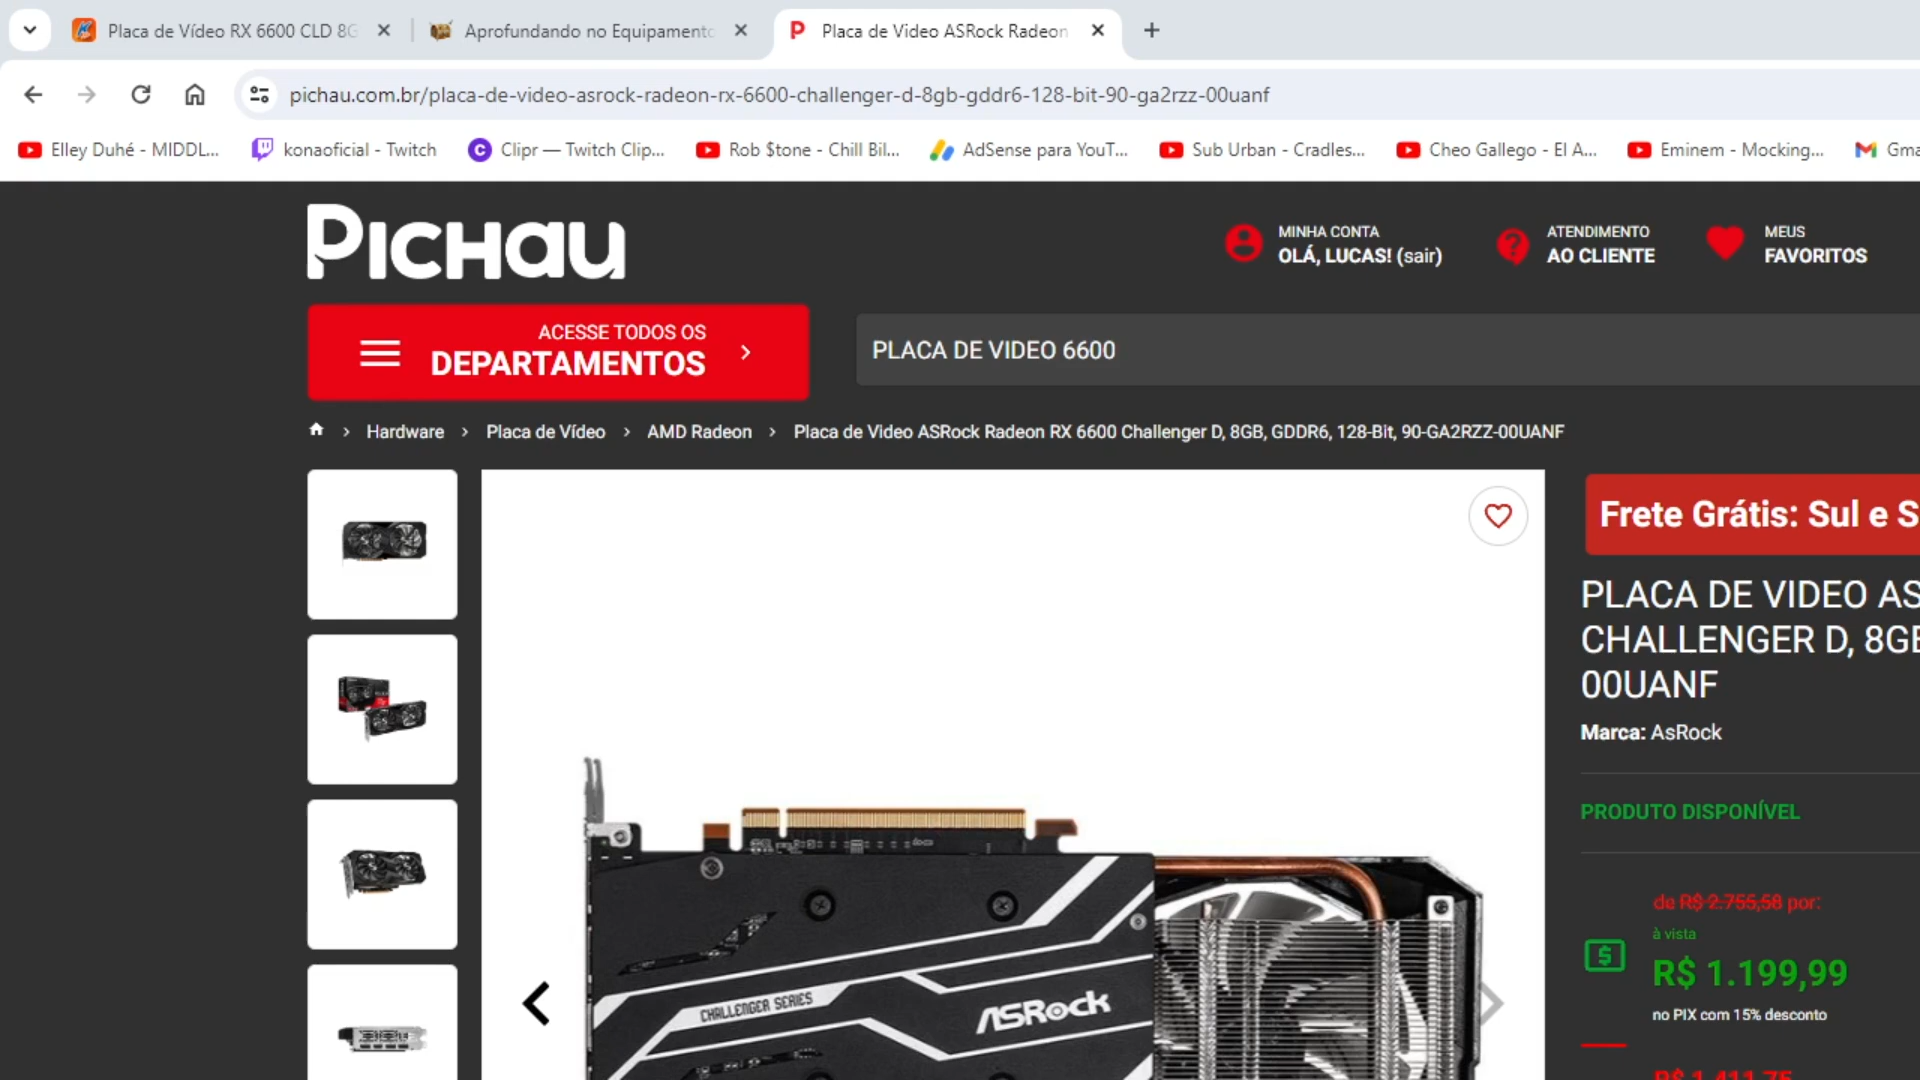 Placa de Vídeo RX 6600 CLD 8G
Aprofundando no Equipamento
Placa de Video ASRock Radeon
pichau.com.br/placa-de-video-asrock-radeon-rx-6600-challenger-d-8gb-gddr6-128-bit-90-ga2rzz-00uanf
Elley Duhé - MIDDL...
konaoficial - Twitch
Clipr — Twitch Clip...
Rob $tone - Chill Bil...
AdSense para YouT...
Sub Urban - Cradles...
Cheo Gallego - El A...
Eminem - Mocking...
Gma
PICHAU
MINHA CONTA
OLÁ, LUCAS! (sair)
ATENDIMENTO
AO CLIENTE
MEUS
FAVORITOS
ACESSE TODOS OS
DEPARTAMENTOS
PLACA DE VIDEO 6600
Hardware > Placa de Vídeo > AMD Radeon > Placa de Video ASRock Radeon RX 6600 Challenger D, 8GB, GDDR6, 128-Bit, 90-GA2RZZ-00UANF
Frete Grátis: Sul e S
PLACA DE VIDEO AS
CHALLENGER D, 8GB
00UANF
Marca: AsRock
PRODUTO DISPONÍVEL
de R$ 2.755,58 por:
à vista
R$ 1.199,99
no PIX com 15% desconto
R$ 1.411,75
CHALLENGER SERIES
ASRock